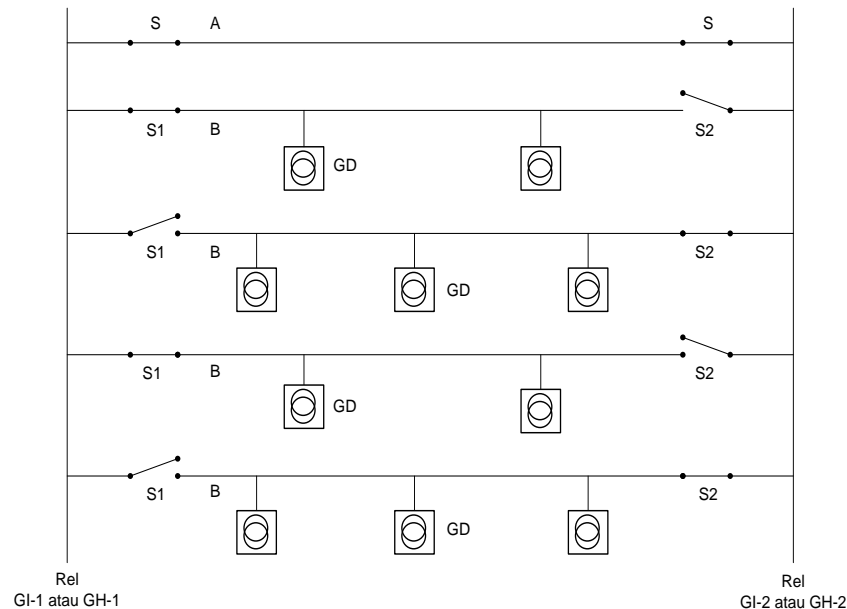 S A S
S1 B S2
GD
S1 B S2
GD
S1 B S2
GD
S1 B S2
GD
Rel
GI-1 atau GH-1
Rel
GI-2 atau GH-2